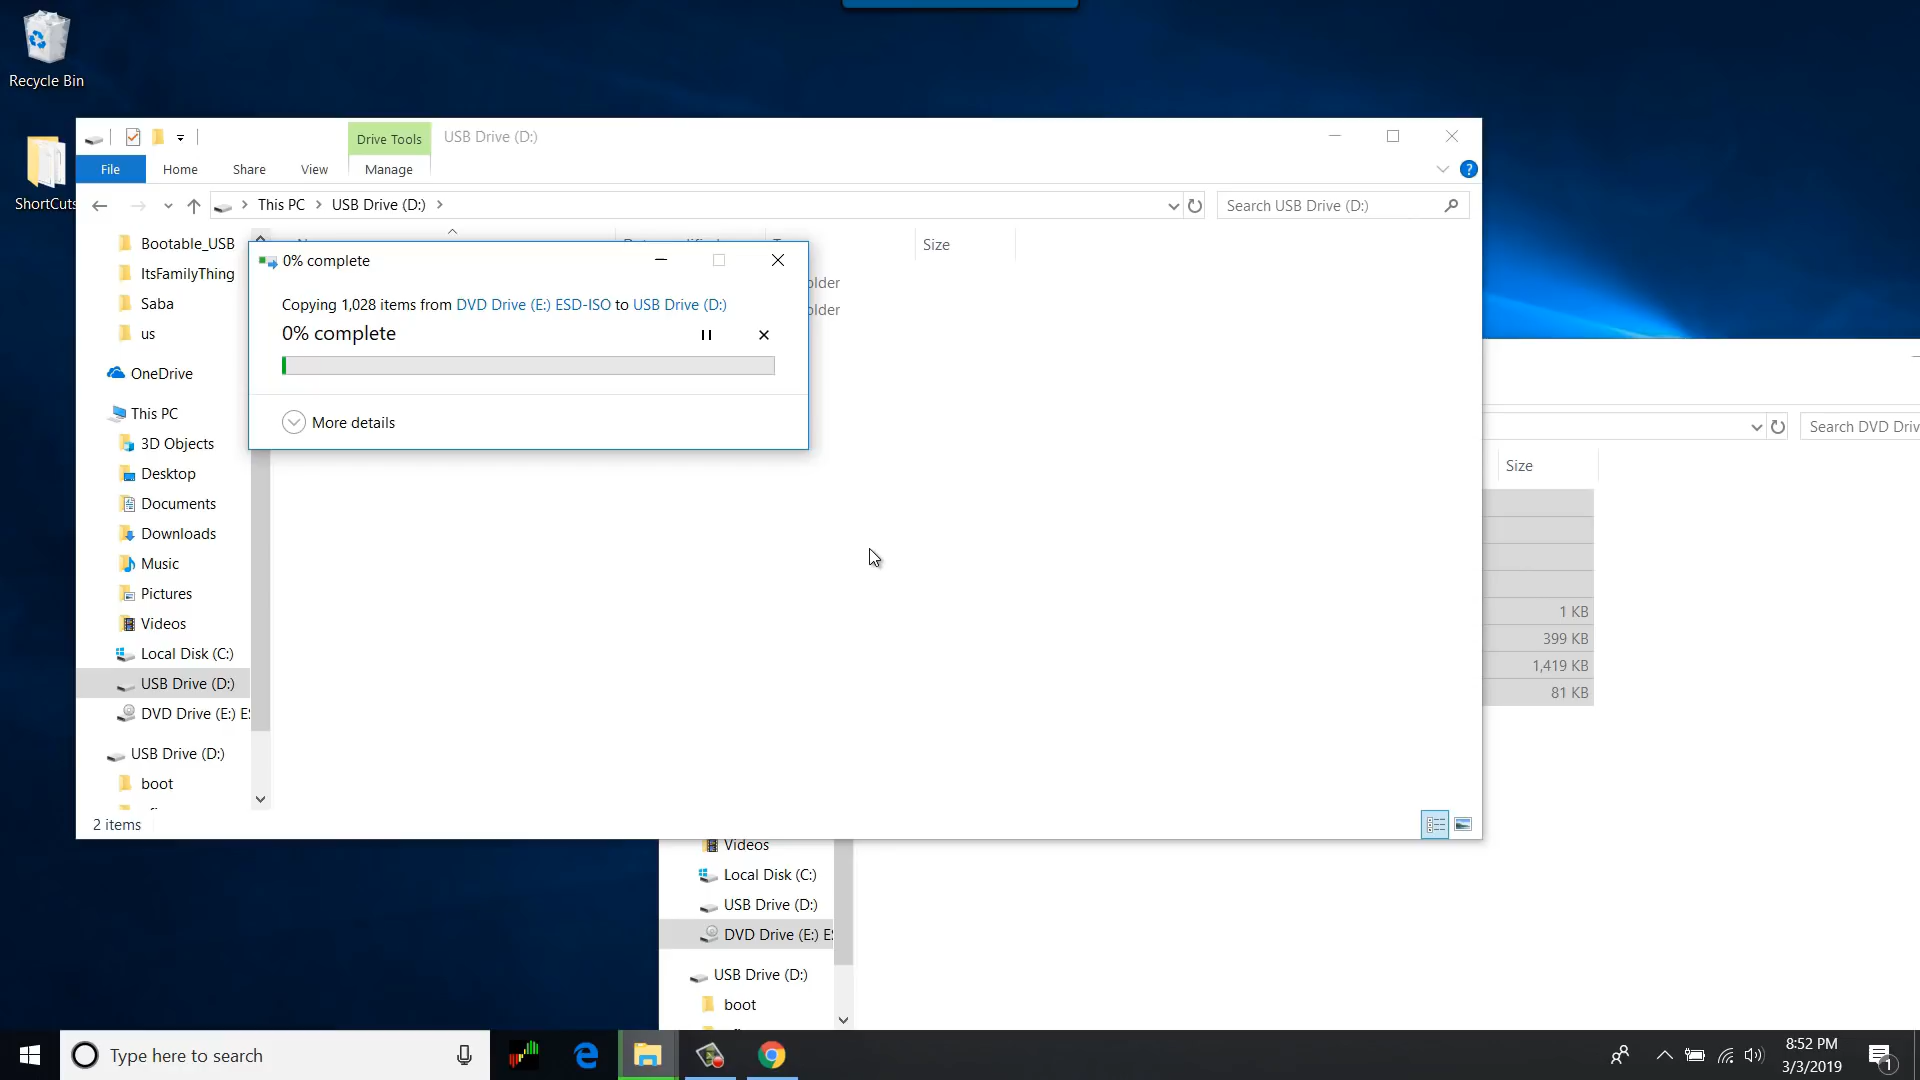 Recycle Bin
ShortCuts
Drive Tools
USB Drive (D:)
File
Home
Share
View
Manage
?
This PC
USB Drive (D:)
Search USB Drive (D:)
Size
Bootable_USB
ItsFamilyThing
Saba
us
OneDrive
This PC
3D Objects
Desktop
Documents
Downloads
Music
Pictures
Videos
Local Disk (C:)
USB Drive (D:)
DVD Drive (E:) E
USB Drive (D:)
boot
2 items
0% complete
Copying 1,028 items from DVD Drive (E:) ESD-ISO to USB Drive (D:)
0% complete
More details
older
older
Search DVD Driv
Size
1 KB
399 KB
1,419 KB
81 KB
Videos
Local Disk (C:)
USB Drive (D:)
DVD Drive (E:) E
USB Drive (D:)
boot
Type here to search
8:52 PM
3/3/2019
1